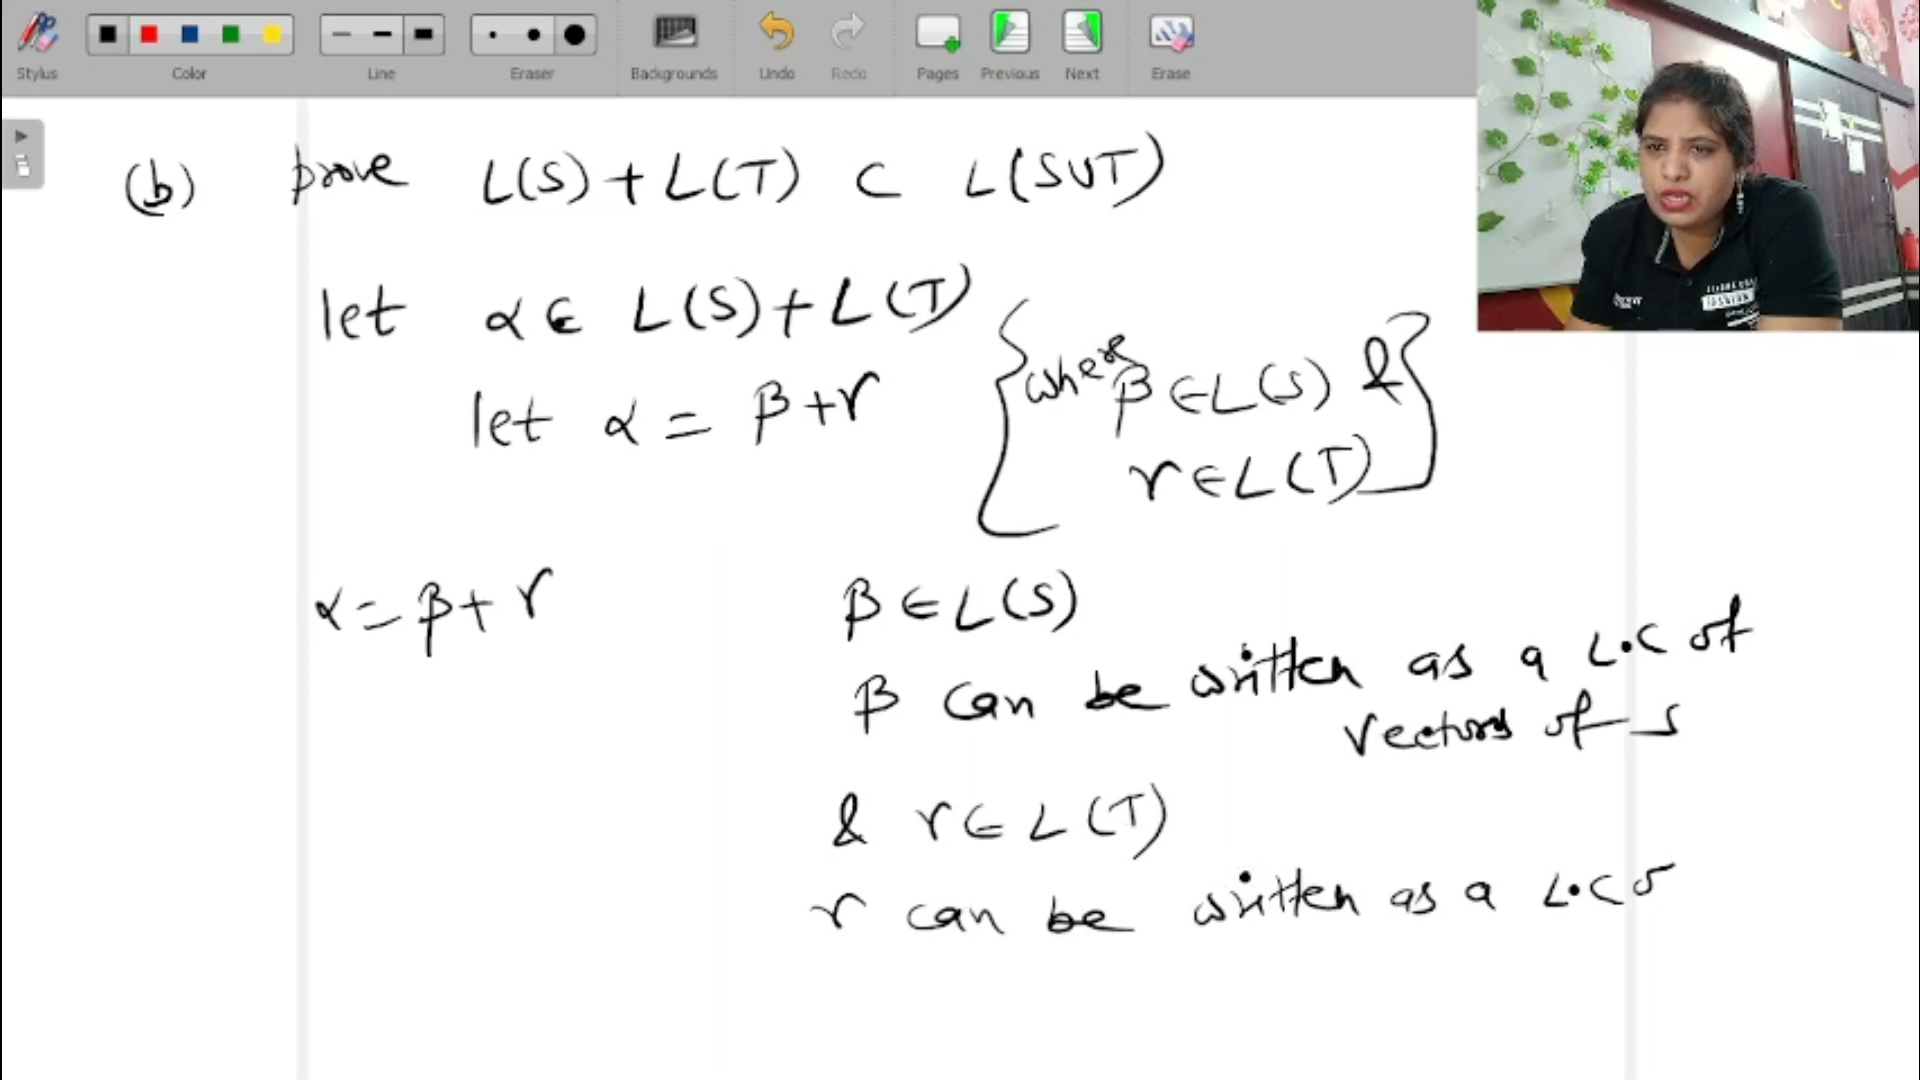 Stylus
Color
Line
Eraser
Backgrounds
Undo
Redo
Pages
Previous
Next
Erase
(b) prove L(S)+L(T) ⊂ L(SUT)
let α ∈ L(S)+L(T)
let α = β+r { where β ∈ L(S) &
r ∈ L(T) }
α = β+r
β ∈ L(S)
β can be written as a L.C of
vectors of s
& r ∈ L(T)
r can be written as a L.C o